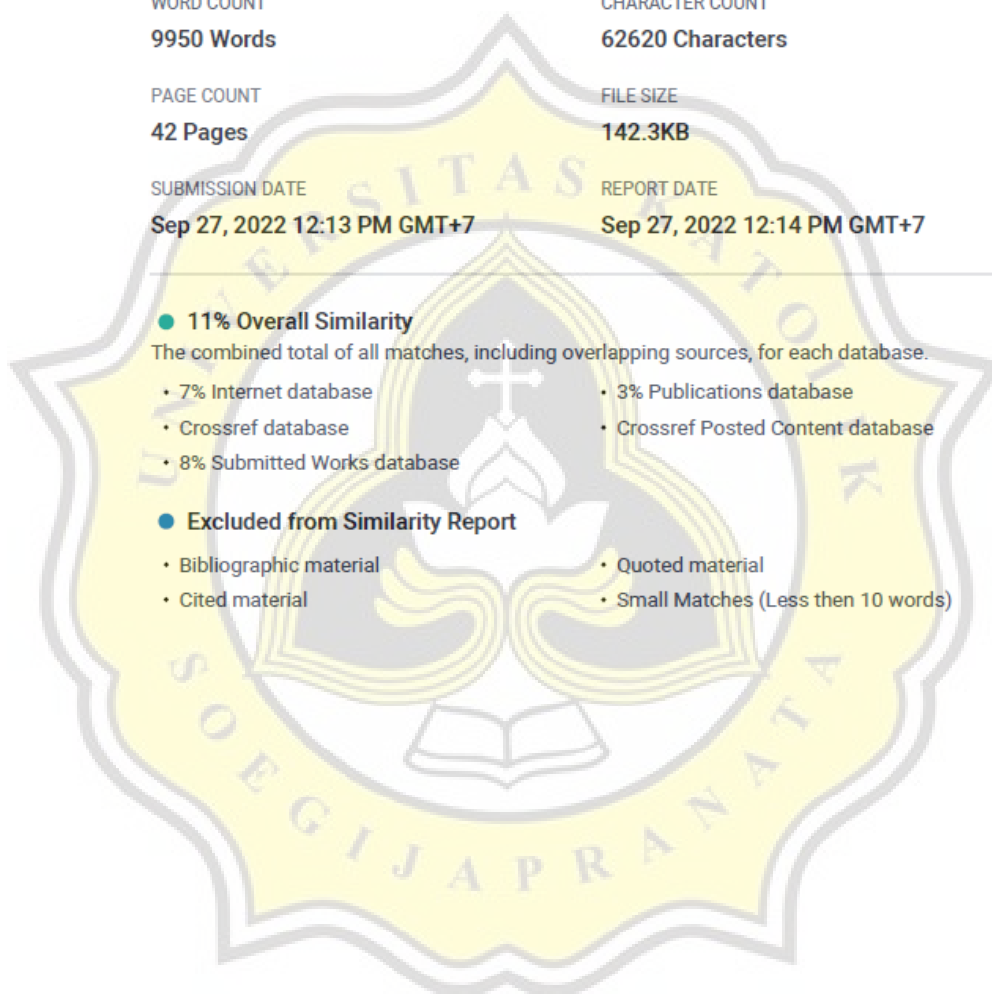 WORD COUNT CHARACTER COUNT
9950 Words 62620 Characters
PAGE COUNT FILE SIZE
42 Pages 142.3KB
SUBMISSION DATE REPORT DATE
Sep 27, 2022 12:13 PM GMT+7 Sep 27, 2022 12:14 PM GMT+7
● 11% Overall Similarity
The combined total of all matches, including overlapping sources, for each database.
• 7% Internet database • 3% Publications database
• Crossref database • Crossref Posted Content database
• 8% Submitted Works database
● Excluded from Similarity Report
• Bibliographic material • Quoted material
• Cited material • Small Matches (Less then 10 words)
UNIVERSITAS KATOLIK
SOEGIJAPRANATA